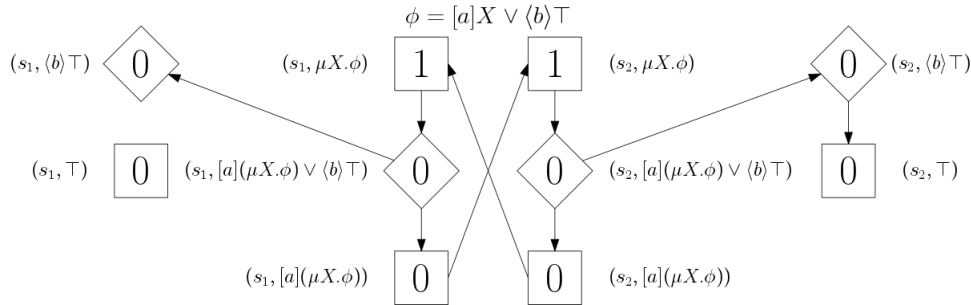 ϕ = [a]X ∨ ⟨b⟩⊤
(s₁, ⟨b⟩⊤) 0 (s₁, μX.ϕ) 1 1 (s₂, μX.ϕ) 0 (s₂, ⟨b⟩⊤)
(s₁, ⊤) 0 (s₁, [a](μX.ϕ) ∨ ⟨b⟩⊤) 0 0 (s₂, [a](μX.ϕ) ∨ ⟨b⟩⊤) 0 (s₂, ⊤)
(s₁, [a](μX.ϕ)) 0 0 (s₂, [a](μX.ϕ))